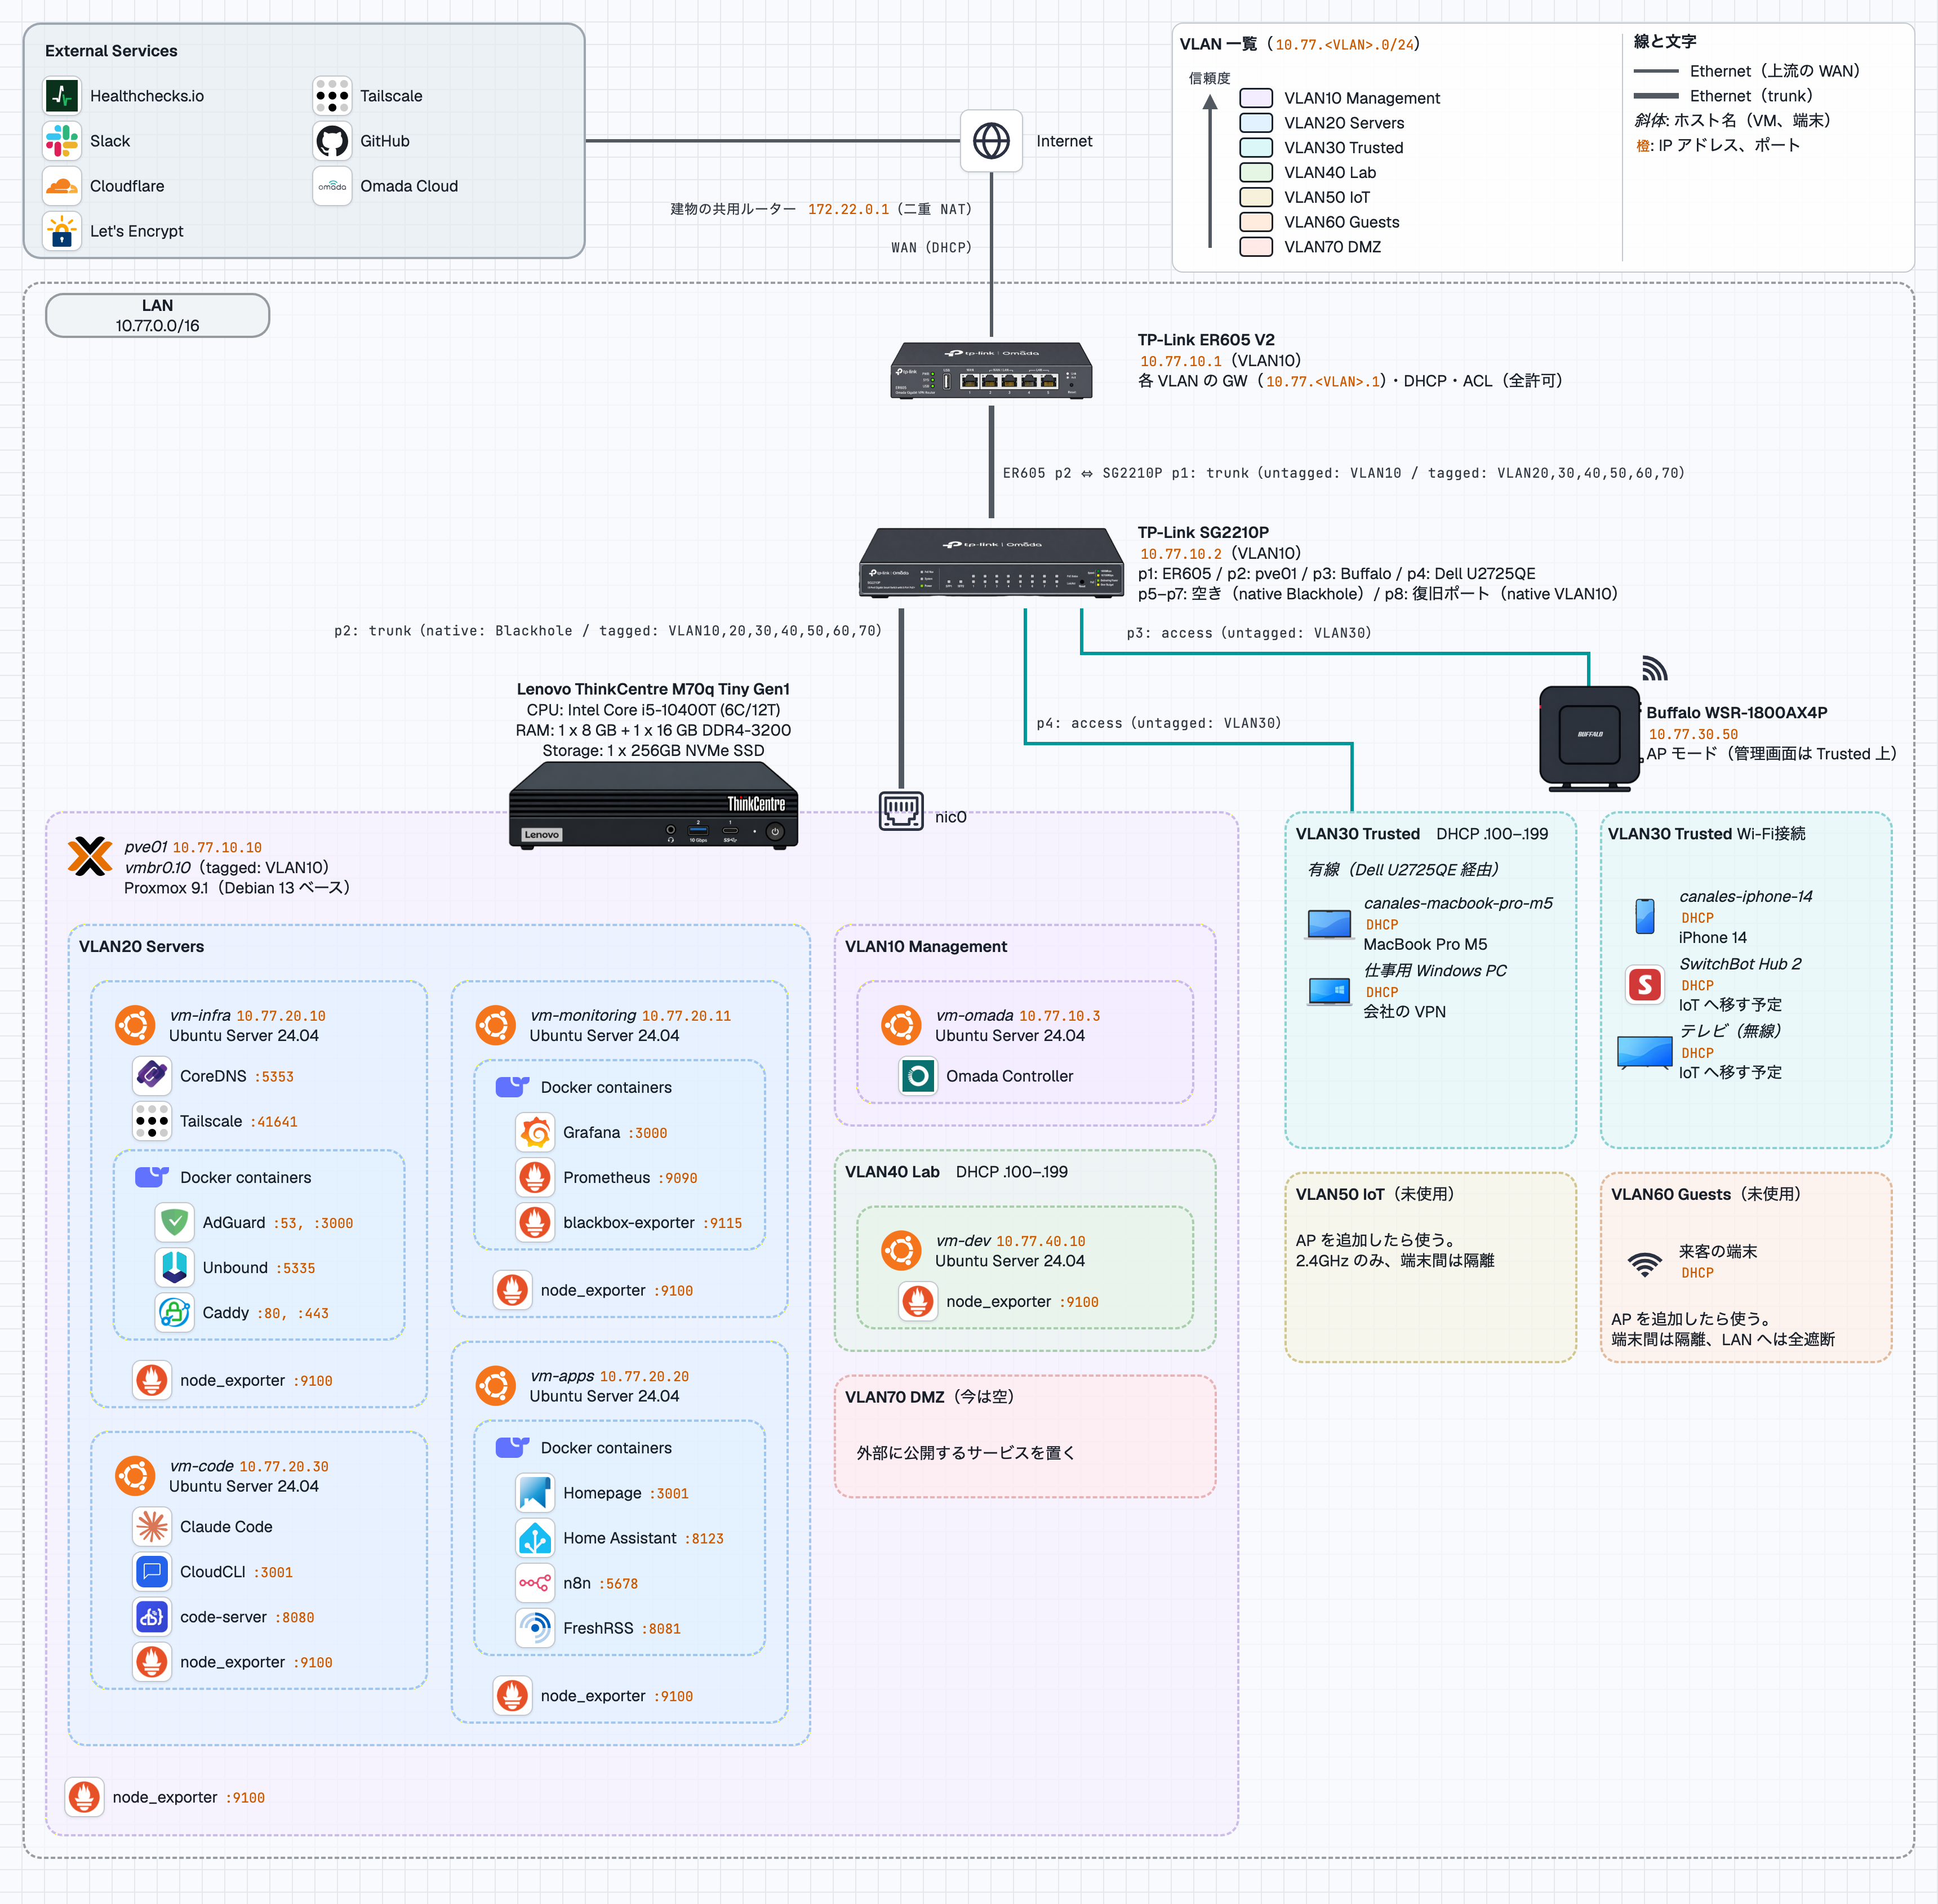 External Services
Healthchecks.io
Slack
Cloudflare
Let's Encrypt
Tailscale
GitHub
omada
Omada Cloud
Internet
建物の共用ルーター 172.22.0.1（二重 NAT）
WAN（DHCP）
VLAN 一覧（10.77.<VLAN>.0/24）
信頼度
VLAN10 Management
VLAN20 Servers
VLAN30 Trusted
VLAN40 Lab
VLAN50 IoT
VLAN60 Guests
VLAN70 DMZ
線と文字
Ethernet（上流の WAN）
Ethernet（trunk）
斜体: ホスト名（VM、端末）
橙: IP アドレス、ポート
LAN
10.77.0.0/16
tp-link | Omada
TP-Link ER605 V2
10.77.10.1（VLAN10）
各 VLAN の GW（10.77.<VLAN>.1）・DHCP・ACL（全許可）
ER605 p2 ⇔ SG2210P p1: trunk（untagged: VLAN10 / tagged: VLAN20,30,40,50,60,70）
tp-link | Omada
TP-Link SG2210P
10.77.10.2（VLAN10）
p1: ER605 / p2: pve01 / p3: Buffalo / p4: Dell U2725QE
p5–p7: 空き（native Blackhole）/ p8: 復旧ポート（native VLAN10）
p2: trunk（native: Blackhole / tagged: VLAN10,20,30,40,50,60,70）
p3: access（untagged: VLAN30）
p4: access（untagged: VLAN30）
BUFFALO
Buffalo WSR-1800AX4P
10.77.30.50
AP モード（管理画面は Trusted 上）
Lenovo ThinkCentre M70q Tiny Gen1
CPU: Intel Core i5-10400T (6C/12T)
RAM: 1 x 8 GB + 1 x 16 GB DDR4-3200
Storage: 1 x 256GB NVMe SSD
ThinkCentre
Lenovo
nic0
pve01 10.77.10.10
vmbr0.10（tagged: VLAN10）
Proxmox 9.1（Debian 13 ベース）
VLAN20 Servers
vm-infra 10.77.20.10
Ubuntu Server 24.04
CoreDNS :5353
Tailscale :41641
Docker containers
AdGuard :53, :3000
Unbound :5335
Caddy :80, :443
node_exporter :9100
vm-code 10.77.20.30
Ubuntu Server 24.04
Claude Code
CloudCLI :3001
code-server :8080
node_exporter :9100
vm-monitoring 10.77.20.11
Ubuntu Server 24.04
Docker containers
Grafana :3000
Prometheus :9090
blackbox-exporter :9115
node_exporter :9100
vm-apps 10.77.20.20
Ubuntu Server 24.04
Docker containers
Homepage :3001
Home Assistant :8123
n8n :5678
FreshRSS :8081
node_exporter :9100
node_exporter :9100
VLAN10 Management
vm-omada 10.77.10.3
Ubuntu Server 24.04
Omada Controller
VLAN40 Lab DHCP .100–.199
vm-dev 10.77.40.10
Ubuntu Server 24.04
node_exporter :9100
VLAN70 DMZ（今は空）
外部に公開するサービスを置く
VLAN30 Trusted DHCP .100–.199
有線（Dell U2725QE 経由）
canales-macbook-pro-m5
DHCP
MacBook Pro M5
仕事用 Windows PC
DHCP
会社の VPN
VLAN30 Trusted Wi-Fi接続
canales-iphone-14
DHCP
iPhone 14
SwitchBot Hub 2
DHCP
IoT へ移す予定
テレビ（無線）
DHCP
IoT へ移す予定
VLAN50 IoT（未使用）
AP を追加したら使う。
2.4GHz のみ、端末間は隔離
VLAN60 Guests（未使用）
来客の端末
DHCP
AP を追加したら使う。
端末間は隔離、LAN へは全遮断